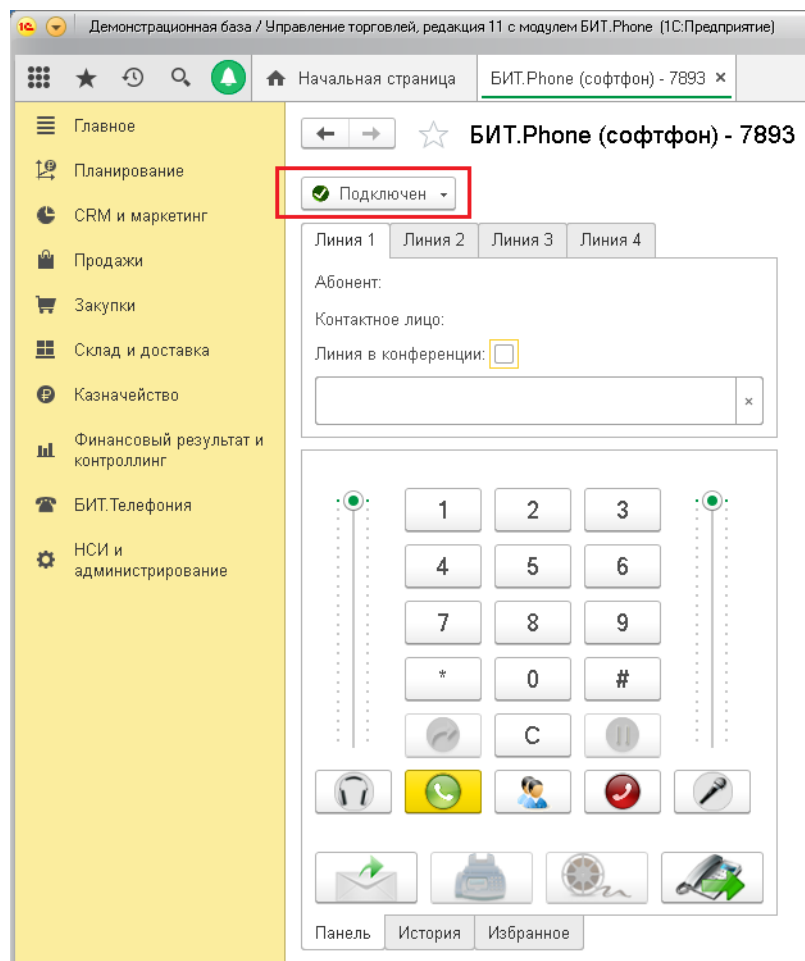 Демонстрационная база / Управление торговлей, редакция 11 с модулем БИТ.Phone (1С:Предприятие)
Начальная страница
БИТ.Phone (софтфон) - 7893 ×
Главное
Планирование
CRM и маркетинг
Продажи
Закупки
Склад и доставка
Казначейство
Финансовый результат и
контроллинг
БИТ.Телефония
НСИ и
администрирование
БИТ.Phone (софтфон) - 7893
Подключен
Линия 1 Линия 2 Линия 3 Линия 4
Абонент:
Контактное лицо:
Линия в конференции:
×
1 2 3
4 5 6
7 8 9
* 0 #
C
Панель История Избранное